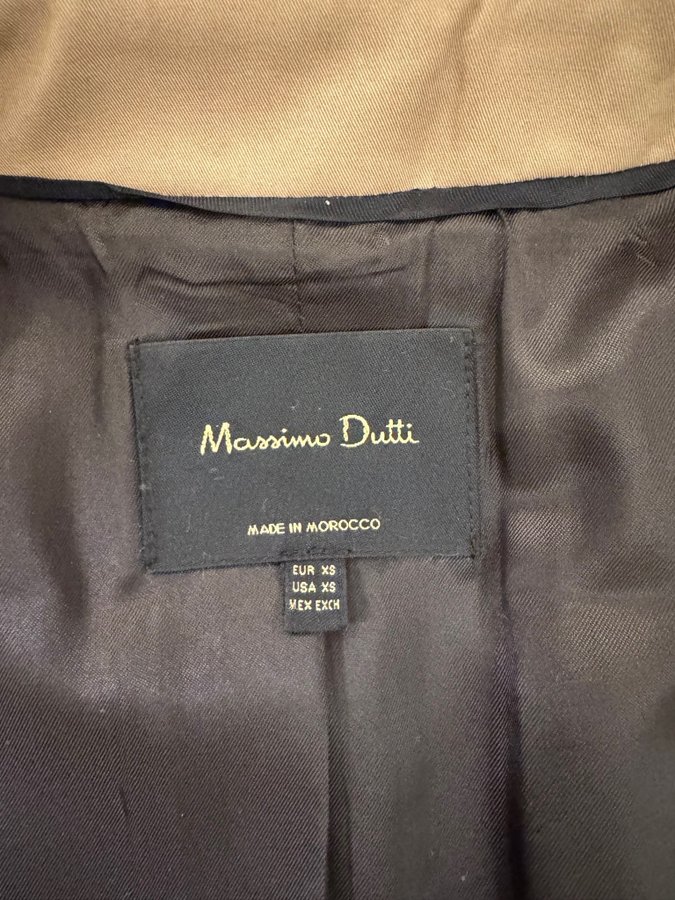 Massimo Dutti
MADE IN MOROCCO
EUR XS
USA XS
MEX EXCH